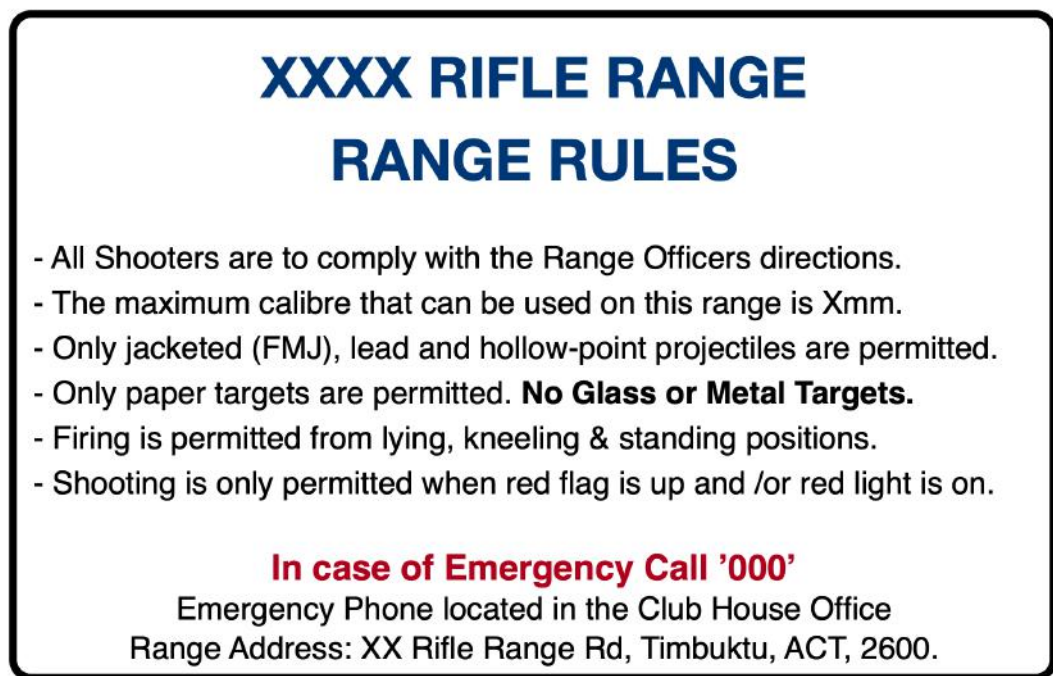 XXXX RIFLE RANGE
RANGE RULES
- All Shooters are to comply with the Range Officers directions.
- The maximum calibre that can be used on this range is Xmm.
- Only jacketed (FMJ), lead and hollow-point projectiles are permitted.
- Only paper targets are permitted. No Glass or Metal Targets.
- Firing is permitted from lying, kneeling & standing positions.
- Shooting is only permitted when red flag is up and /or red light is on.
In case of Emergency Call ’000’
Emergency Phone located in the Club House Office
Range Address: XX Rifle Range Rd, Timbuktu, ACT, 2600.